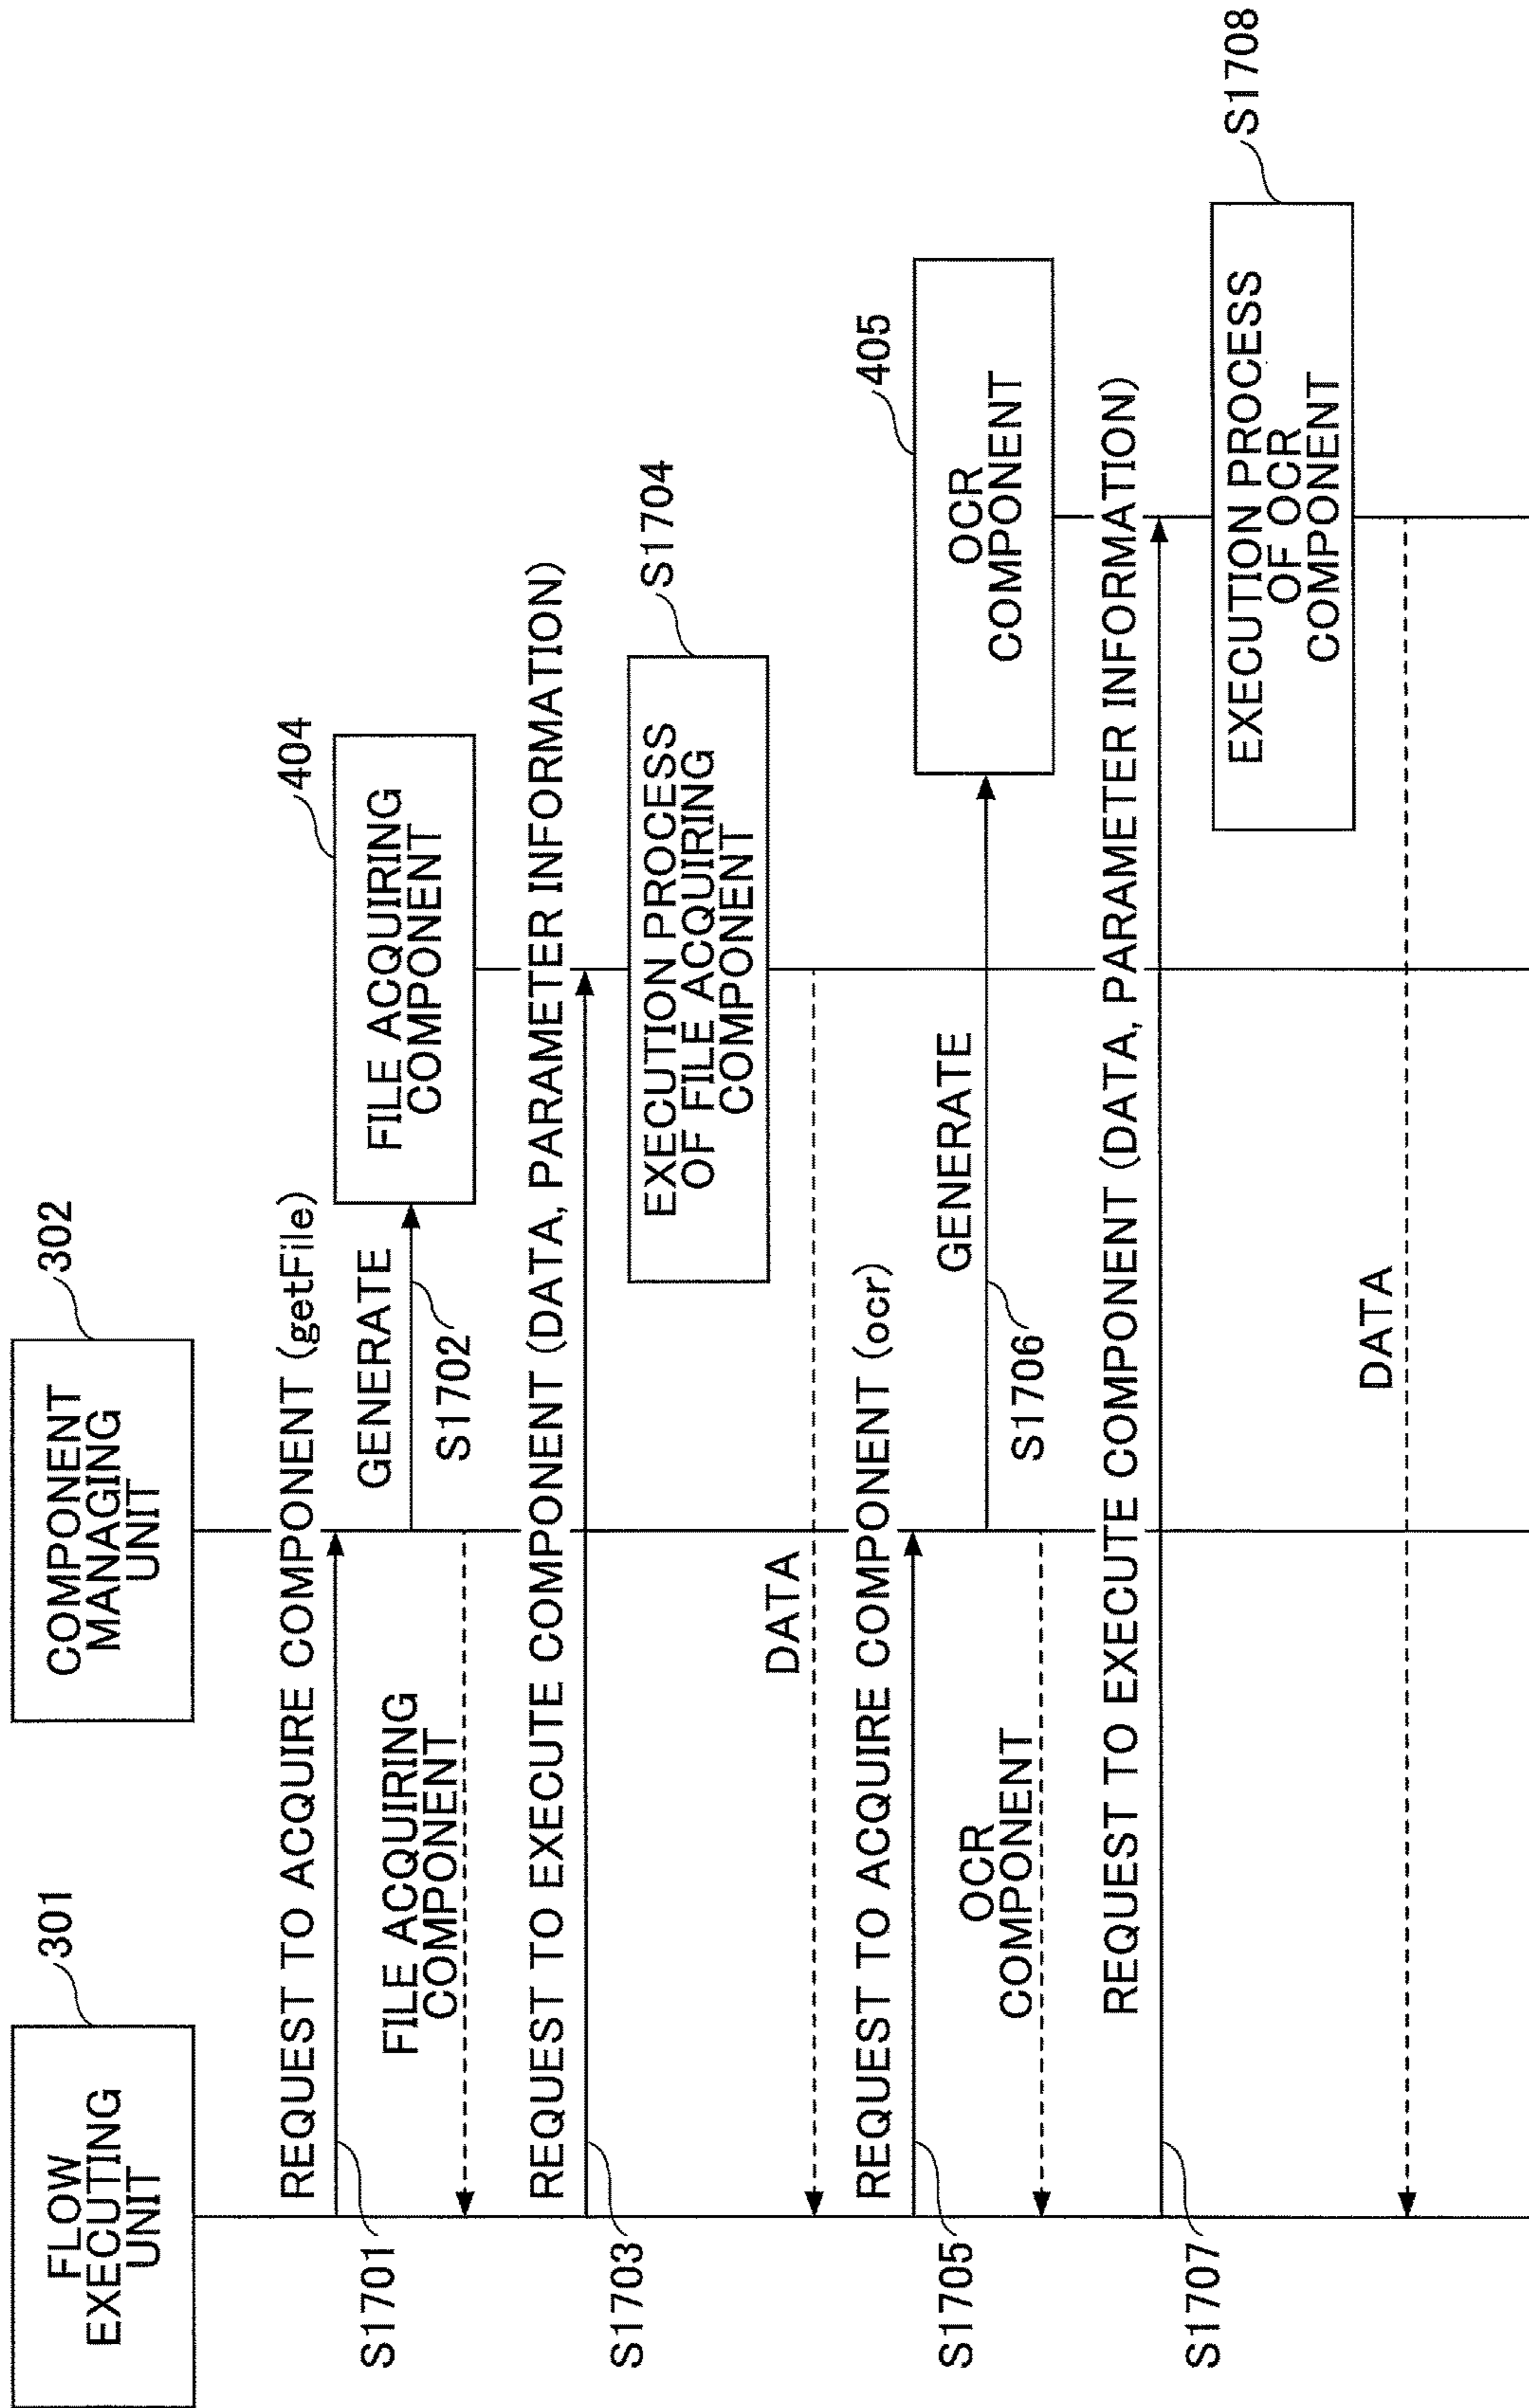 FLOW
EXECUTING
UNIT
301
COMPONENT
MANAGING
UNIT
302
REQUEST TO ACQUIRE COMPONENT (getFile)
S1701
GENERATE
S1702
FILE ACQUIRING
COMPONENT
404
FILE ACQUIRING
COMPONENT
REQUEST TO EXECUTE COMPONENT (DATA, PARAMETER INFORMATION)
S1703
EXECUTION PROCESS
OF FILE ACQUIRING
COMPONENT
S1704
DATA
REQUEST TO ACQUIRE COMPONENT (ocr)
S1705
GENERATE
S1706
OCR
COMPONENT
405
OCR
COMPONENT
REQUEST TO EXECUTE COMPONENT (DATA, PARAMETER INFORMATION)
S1707
EXECUTION PROCESS
OF OCR
COMPONENT
S1708
DATA